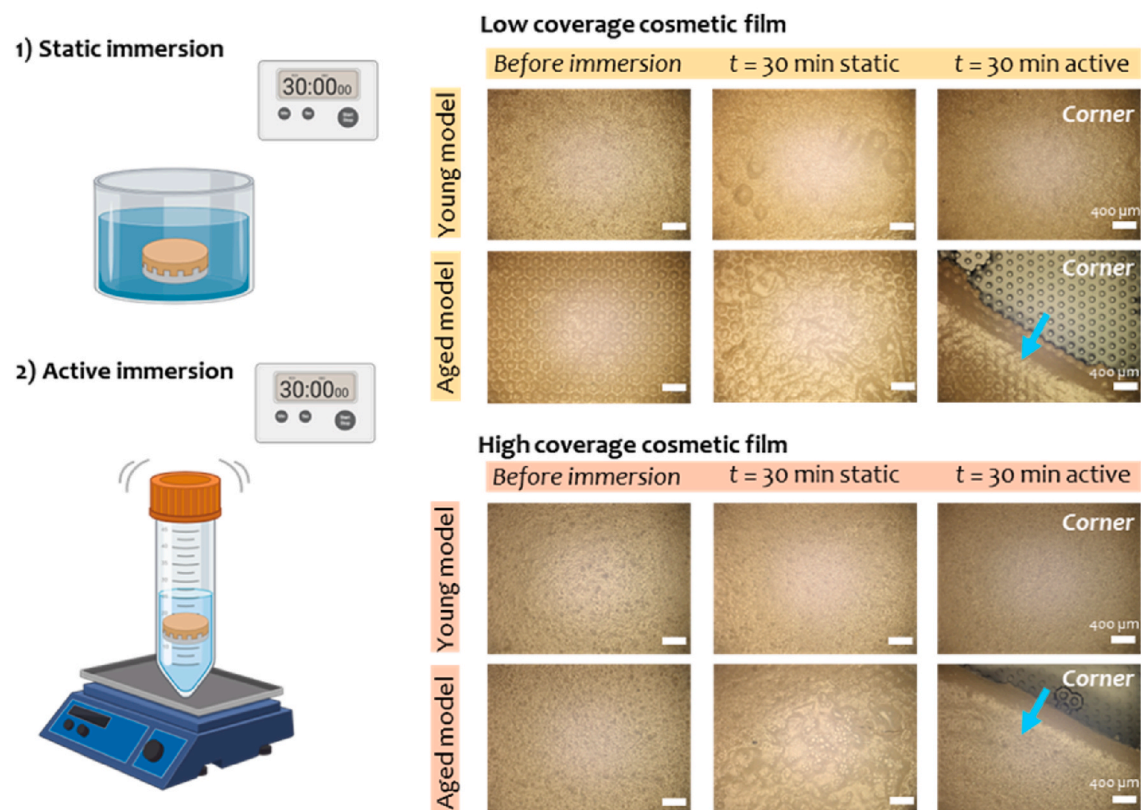 1) Static immersion
30:00 00
2) Active immersion
30:00 00
Low coverage cosmetic film
Before immersion
t = 30 min static
t = 30 min active
Young model
Corner
400 µm
Aged model
Corner
400 µm
High coverage cosmetic film
Before immersion
t = 30 min static
t = 30 min active
Young model
Corner
400 µm
Aged model
Corner
400 µm